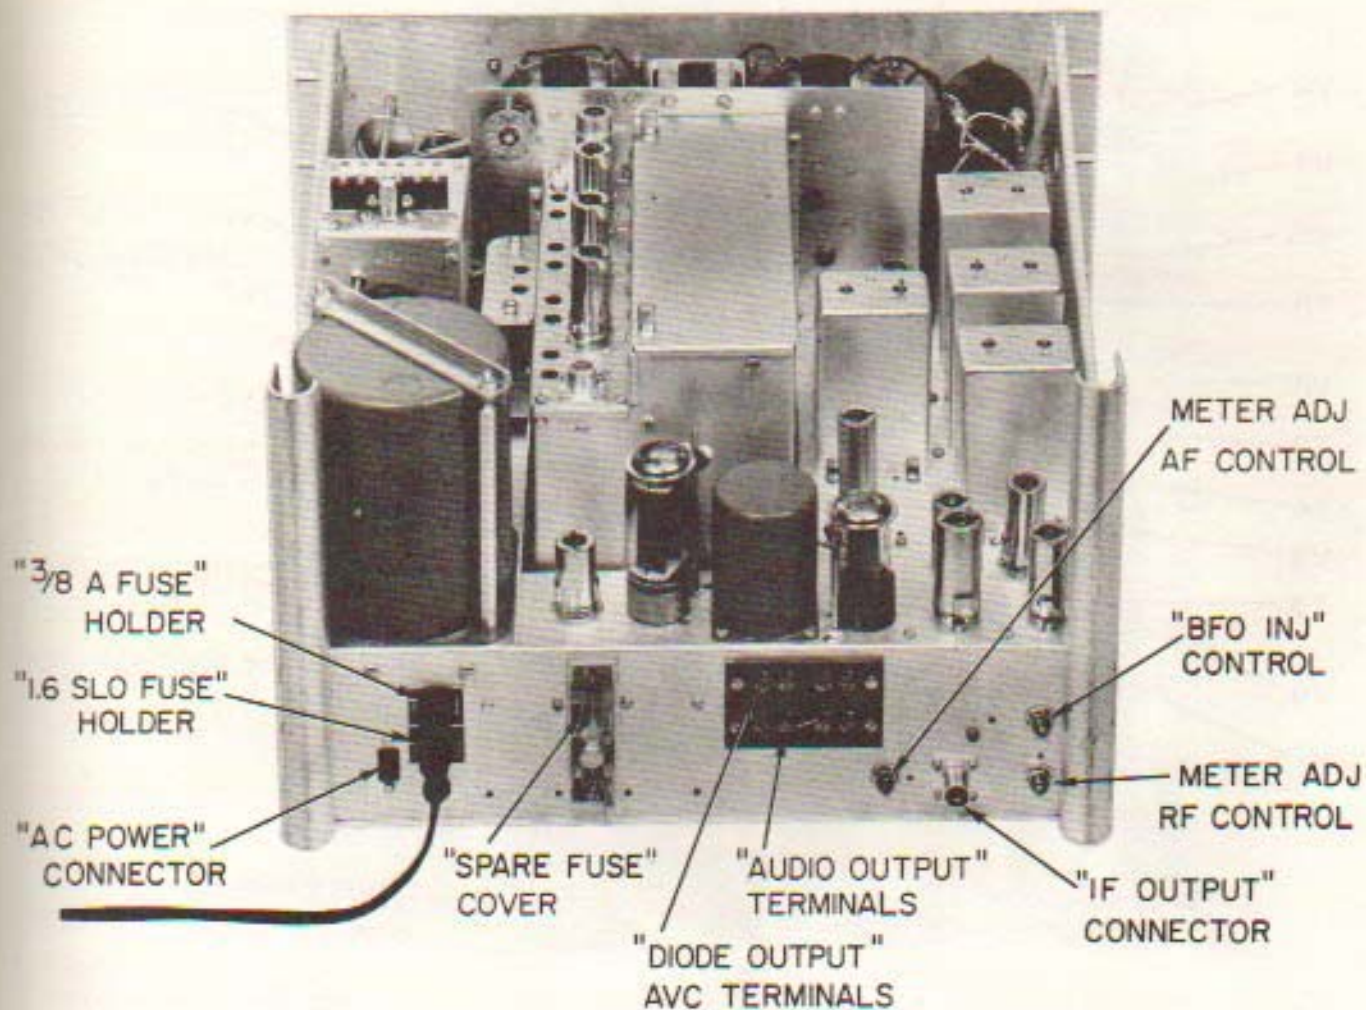 METER ADJ
AF CONTROL
"3/8 A FUSE"
HOLDER
"1.6 SLO FUSE"
HOLDER
"BFO INJ"
CONTROL
METER ADJ
RF CONTROL
"AC POWER"
CONNECTOR
"SPARE FUSE"
COVER
"AUDIO OUTPUT"
TERMINALS
"IF OUTPUT"
CONNECTOR
"DIODE OUTPUT"
AVC TERMINALS